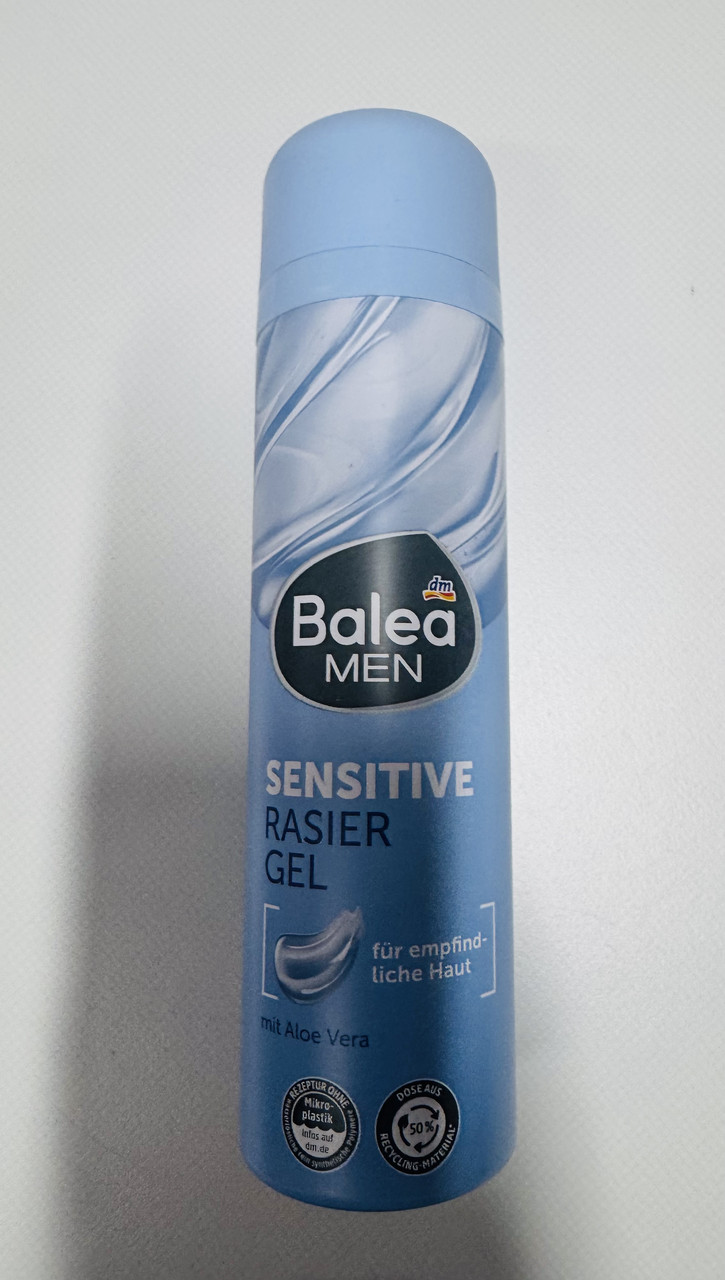 dm
Balea
MEN
SENSITIVE
RASIER
GEL
für empfind-
liche Haut
mit Aloe Vera
REZEPTUR OHNE
Mikro-
plastik
Infos auf
dm.de
DOSE AUS
50%
RECYCLING-MATERIAL*